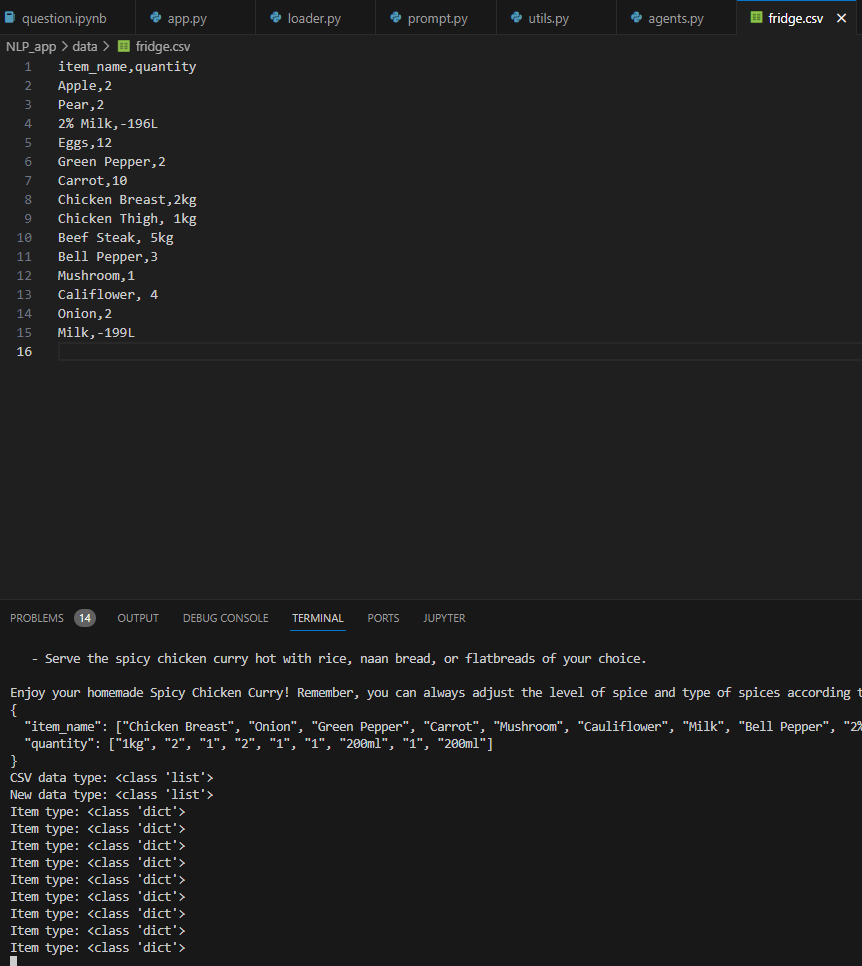 question.ipynb app.py loader.py prompt.py utils.py agents.py fridge.csv
NLP_app > data > fridge.csv
1 item_name,quantity
2 Apple,2
3 Pear,2
4 2% Milk,-196L
5 Eggs,12
6 Green Pepper,2
7 Carrot,10
8 Chicken Breast,2kg
9 Chicken Thigh, 1kg
10 Beef Steak, 5kg
11 Bell Pepper,3
12 Mushroom,1
13 Califlower, 4
14 Onion,2
15 Milk,-199L
16
PROBLEMS 14 OUTPUT DEBUG CONSOLE TERMINAL PORTS JUPYTER
- Serve the spicy chicken curry hot with rice, naan bread, or flatbreads of your choice.
Enjoy your homemade Spicy Chicken Curry! Remember, you can always adjust the level of spice and type of spices according
{
"item_name": ["Chicken Breast", "Onion", "Green Pepper", "Carrot", "Mushroom", "Cauliflower", "Milk", "Bell Pepper", "2%
"quantity": ["1kg", "2", "1", "2", "1", "1", "200ml", "1", "200ml"]
}
CSV data type: <class 'list'>
New data type: <class 'list'>
Item type: <class 'dict'>
Item type: <class 'dict'>
Item type: <class 'dict'>
Item type: <class 'dict'>
Item type: <class 'dict'>
Item type: <class 'dict'>
Item type: <class 'dict'>
Item type: <class 'dict'>
Item type: <class 'dict'>